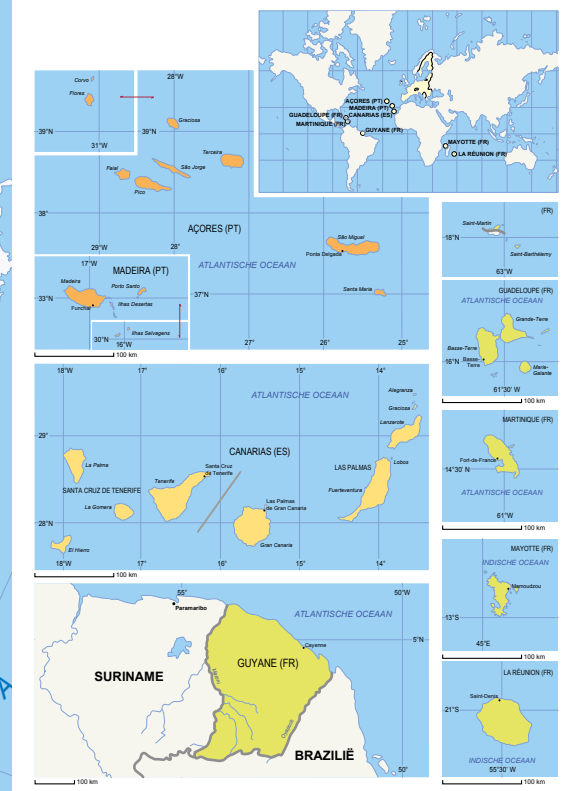 AÇORES (PT)
MADEIRA (PT)
GUADELOUPE (FR)
CANARIAS (ES)
MARTINIQUE (FR)
GUYANE (FR)
MAYOTTE (FR)
LA RÉUNION (FR)
Corvo
Flores
39°N
31°W
28°W
Graciosa
39°N
Terceira
Faial
São Jorge
Pico
38°
AÇORES (PT)
29°W
28°
São Miguel
Ponta Delgada
ATLANTISCHE OCEAAN
Santa Maria
37°N
27°
26°
25°
17°W
MADEIRA (PT)
Madeira
Porto Santo
33°N
Funchal
Ilhas Desertas
Ilhas Selvagens
30°N
16°W
100 km
(FR)
Saint-Martin
18°N
Saint-Barthélemy
63°W
GUADELOUPE (FR)
ATLANTISCHE OCEAAN
Grande-Terre
Basse-Terre
16°N
Basse-
Terre
Marie-
Galante
61°30' W
100 km
18°W
17°
16°
15°
14°
ATLANTISCHE OCEAAN
Alegranza
Graciosa
Lanzarote
29°
CANARIAS (ES)
La Palma
Santa Cruz
de Tenerife
LAS PALMAS
Lobos
Tenerife
SANTA CRUZ DE TENERIFE
Fuerteventura
La Gomera
Las Palmas
de Gran Canaria
28°N
El Hierro
Gran Canaria
18°W
17°
16°
15°
14°
100 km
MARTINIQUE (FR)
Fort-de-France
14°30' N
ATLANTISCHE OCEAAN
61°W
100 km
MAYOTTE (FR)
INDISCHE OCEAAN
Mamoudzou
13°S
45°E
100 km
55°
50°W
Paramaribo
ATLANTISCHE OCEAAN
5°N
Cayenne
GUYANE (FR)
SURINAME
Maroni
Oiapoque
BRAZILIË
50°
100 km
LA RÉUNION (FR)
Saint-Denis
21°S
INDISCHE OCEAAN
55°30' W
100 km